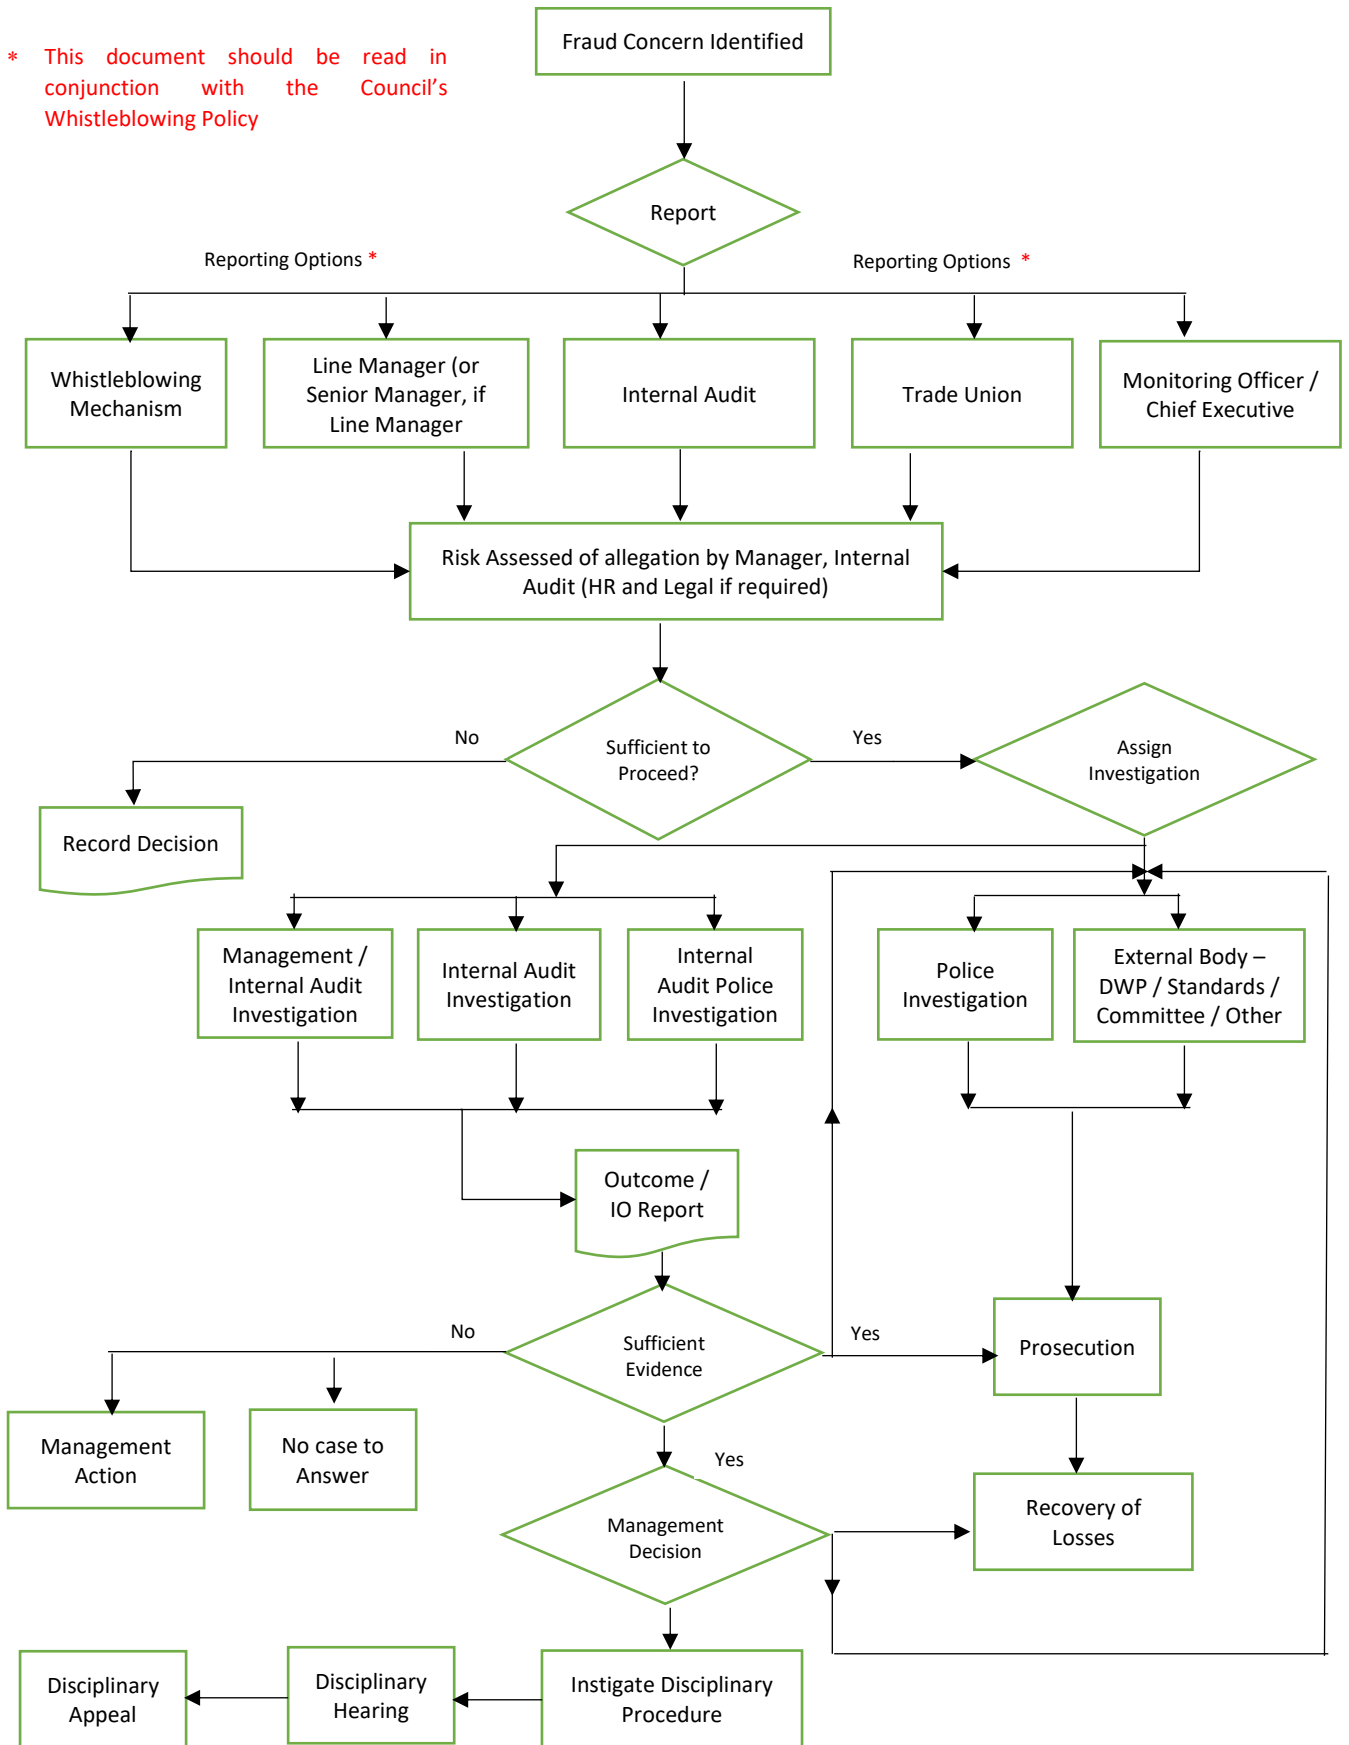 Fraud Concern Identified
* This document should be read in
conjunction with the Council’s
Whistleblowing Policy
Report
Reporting Options *
Reporting Options *
Whistleblowing
Mechanism
Line Manager (or
Senior Manager, if
Line Manager
Internal Audit
Trade Union
Monitoring Officer /
Chief Executive
Risk Assessed of allegation by Manager, Internal
Audit (HR and Legal if required)
No
Sufficient to
Proceed?
Yes
Assign
Investigation
Record Decision
Management /
Internal Audit
Investigation
Internal Audit
Investigation
Internal
Audit Police
Investigation
Police
Investigation
External Body –
DWP / Standards /
Committee / Other
Outcome /
IO Report
No
Sufficient
Evidence
Yes
Prosecution
Management
Action
No case to
Answer
Yes
Management
Decision
Recovery of
Losses
Disciplinary
Appeal
Disciplinary
Hearing
Instigate Disciplinary
Procedure